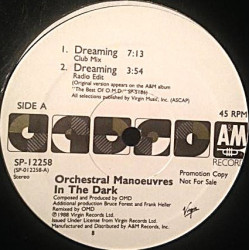 1. Dreaming 7:13
Club Mix
2. Dreaming 3:54
Radio Edit
(Original version appears on the A&M album
"The Best Of O.M.D." SP-5186)
All selections published by Virgin Music, Inc. (ASCAP)
SIDE A
45 RPM
A&M
RECORDS
SP-12258
(SP-012258-A)
Stereo
Promotion Copy
Not For Sale
Orchestral Manoeuvres
In The Dark
Composed and Produced by OMD
Additional production Bruce Forest and Frank Heller
Remixed by OMD
1988 Virgin Records Ltd.
Issued Under License from Virgin Records Ltd.
Manufactured and Distributed by A&M Records, Inc.
8
Virgin